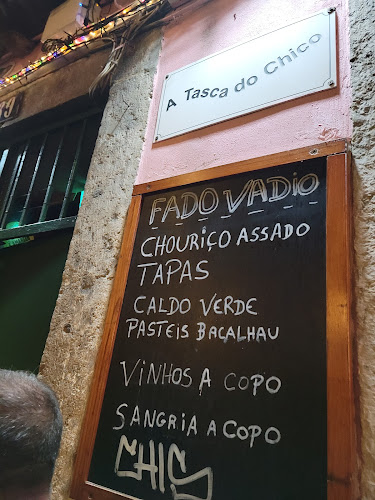 A Tasca do Chico
FADO VADIO
CHOURIÇO ASSADO
TAPAS
CALDO VERDE
PASTEIS BACALHAU
VINHOS A COPO
SANGRIA A COPO